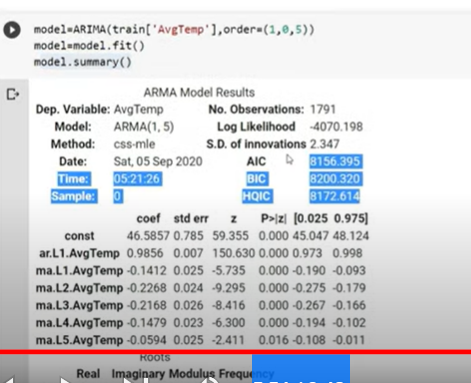 model=ARIMA(train['AvgTemp'],order=(1,0,5))
model=model.fit()
model.summary()
ARMA Model Results
Dep. Variable: AvgTemp No. Observations: 1791
Model: ARMA(1, 5) Log Likelihood -4070.198
Method: css-mle S.D. of innovations 2.347
Date: Sat, 05 Sep 2020 AIC 8156.395
Time: 05:21:26 BIC 8200.320
Sample: 0 HQIC 8172.614
coef std err z P>|z| [0.025 0.975]
const 46.5857 0.785 59.355 0.000 45.047 48.124
ar.L1.AvgTemp 0.9856 0.007 150.630 0.000 0.973 0.998
ma.L1.AvgTemp -0.1412 0.025 -5.735 0.000 -0.190 -0.093
ma.L2.AvgTemp -0.2268 0.024 -9.295 0.000 -0.275 -0.179
ma.L3.AvgTemp -0.2168 0.026 -8.416 0.000 -0.267 -0.166
ma.L4.AvgTemp -0.1479 0.023 -6.300 0.000 -0.194 -0.102
ma.L5.AvgTemp -0.0594 0.025 -2.411 0.016 -0.108 -0.011
Roots
Real Imaginary Modulus Frequency